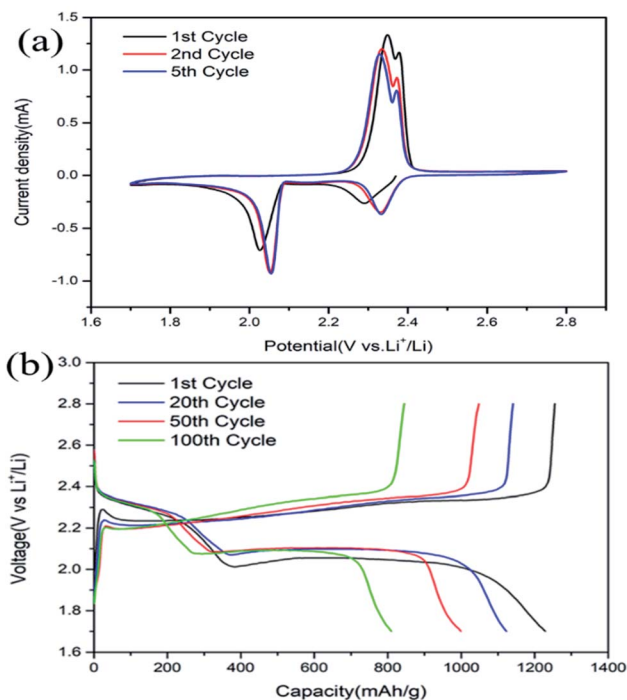 (a)
1st Cycle
2nd Cycle
5th Cycle
1.5
1.0
0.5
0.0
-0.5
-1.0
Current density(mA)
1.6 1.8 2.0 2.2 2.4 2.6 2.8
Potential(V vs.Li⁺/Li)
(b)
1st Cycle
20th Cycle
50th Cycle
100th Cycle
3.0
2.8
2.6
2.4
2.2
2.0
1.8
1.6
Voltage(V vs Li⁺/Li)
0 200 400 600 800 1000 1200 1400
Capacity(mAh/g)